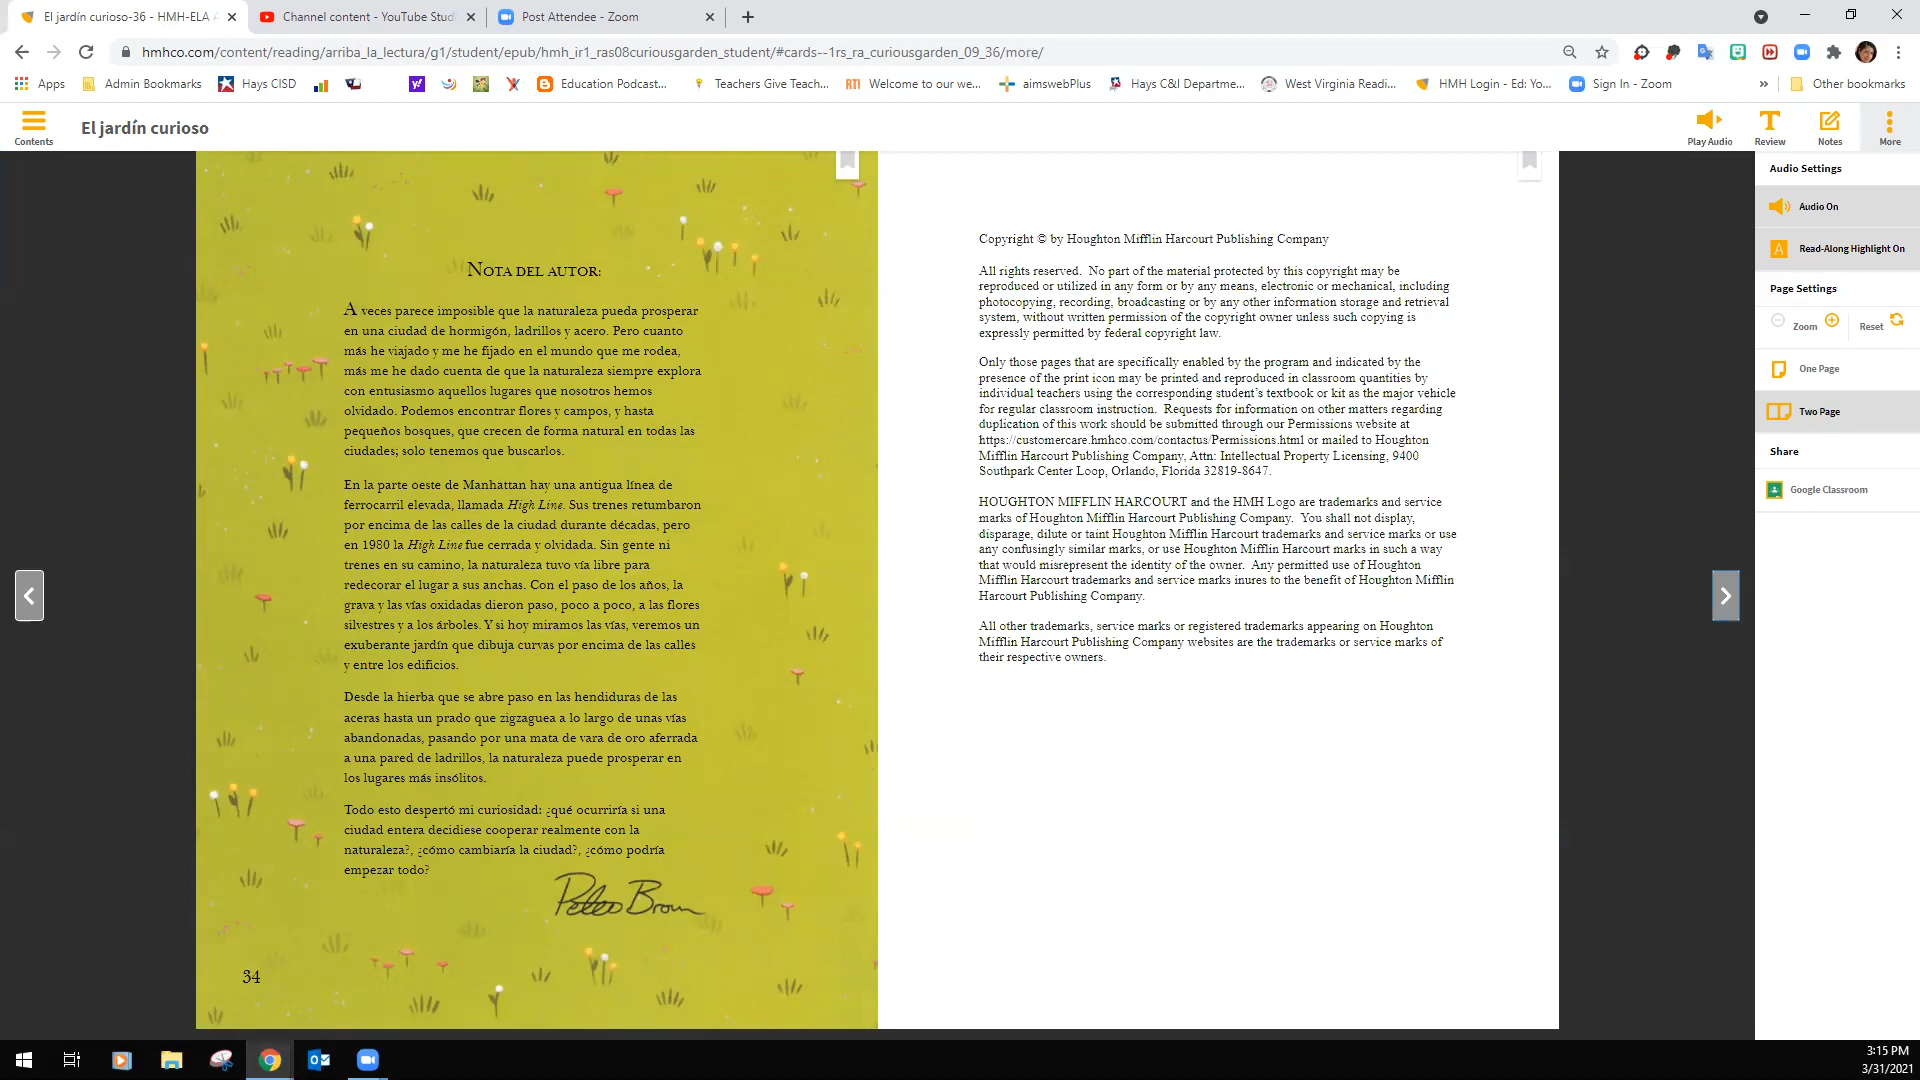 El jardín curioso-36 - HMH-ELA A
Channel content - YouTube Stud
Post Attendee - Zoom
hmhco.com/content/reading/arriba_la_lectura/g1/student/epub/hmh_ir1_ras08curiousgarden_student/#cards--1rs_ra_curiousgarden_09_36/more/
Apps
Admin Bookmarks
Hays CISD
Education Podcast...
Teachers Give Teach...
RTI Welcome to our we...
aimswebPlus
Hays C&I Departme...
West Virginia Readi...
HMH Login - Ed: Yo...
Sign In - Zoom
»
Other bookmarks
Contents
El jardín curioso
Play Audio
Review
Notes
More
NOTA DEL AUTOR:
A veces parece imposible que la naturaleza pueda prosperar
en una ciudad de hormigón, ladrillos y acero. Pero cuanto
más he viajado y me he fijado en el mundo que me rodea,
más me he dado cuenta de que la naturaleza siempre explora
con entusiasmo aquellos lugares que nosotros hemos
olvidado. Podemos encontrar flores y campos, y hasta
pequeños bosques, que crecen de forma natural en todas las
ciudades; solo tenemos que buscarlos.
En la parte oeste de Manhattan hay una antigua línea de
ferrocarril elevada, llamada High Line. Sus trenes retumbaron
por encima de las calles de la ciudad durante décadas, pero
en 1980 la High Line fue cerrada y olvidada. Sin gente ni
trenes en su camino, la naturaleza tuvo vía libre para
redecorar el lugar a sus anchas. Con el paso de los años, la
grava y las vías oxidadas dieron paso, poco a poco, a las flores
silvestres y a los árboles. Y si hoy miramos las vías, veremos un
exuberante jardín que dibuja curvas por encima de las calles
y entre los edificios.
Desde la hierba que se abre paso en las hendiduras de las
aceras hasta un prado que zigzaguea a lo largo de unas vías
abandonadas, pasando por una mata de vara de oro aferrada
a una pared de ladrillos, la naturaleza puede prosperar en
los lugares más insólitos.
Todo esto despertó mi curiosidad: ¿qué ocurriría si una
ciudad entera decidiese cooperar realmente con la
naturaleza?, ¿cómo cambiaría la ciudad?, ¿cómo podría
empezar todo?
Peter Brown
34
Copyright © by Houghton Mifflin Harcourt Publishing Company
All rights reserved. No part of the material protected by this copyright may be
reproduced or utilized in any form or by any means, electronic or mechanical, including
photocopying, recording, broadcasting or by any other information storage and retrieval
system, without written permission of the copyright owner unless such copying is
expressly permitted by federal copyright law.
Only those pages that are specifically enabled by the program and indicated by the
presence of the print icon may be printed and reproduced in classroom quantities by
individual teachers using the corresponding student's textbook or kit as the major vehicle
for regular classroom instruction. Requests for information on other matters regarding
duplication of this work should be submitted through our Permissions website at
https://customercare.hmhco.com/contactus/Permissions.html or mailed to Houghton
Mifflin Harcourt Publishing Company, Attn: Intellectual Property Licensing, 9400
Southpark Center Loop, Orlando, Florida 32819-8647.
HOUGHTON MIFFLIN HARCOURT and the HMH Logo are trademarks and service
marks of Houghton Mifflin Harcourt Publishing Company. You shall not display,
disparage, dilute or taint Houghton Mifflin Harcourt trademarks and service marks or use
any confusingly similar marks, or use Houghton Mifflin Harcourt marks in such a way
that would misrepresent the identity of the owner. Any permitted use of Houghton
Mifflin Harcourt trademarks and service marks inures to the benefit of Houghton Mifflin
Harcourt Publishing Company.
All other trademarks, service marks or registered trademarks appearing on Houghton
Mifflin Harcourt Publishing Company websites are the trademarks or service marks of
their respective owners.
Audio Settings
Audio On
A Read-Along Highlight On
Page Settings
Zoom
Reset
One Page
Two Page
Share
Google Classroom
3:15 PM
3/31/2021